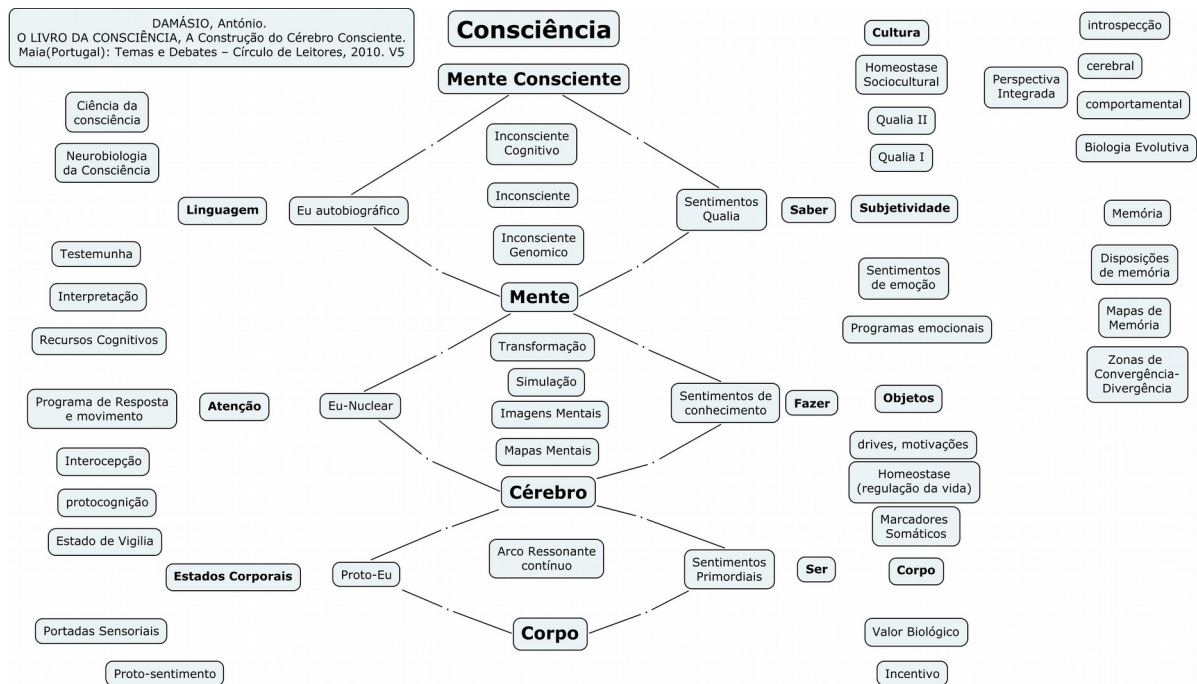 DAMÁSIO, António.
O LIVRO DA CONSCIÊNCIA, A Construção do Cérebro Consciente.
Maia(Portugal): Temas e Debates – Círculo de Leitores, 2010. V5
Consciência
Mente Consciente
Cultura
Homeostase
Sociocultural
Qualia II
Qualia I
Perspectiva
Integrada
introspecção
cerebral
comportamental
Biologia Evolutiva
Ciência da
consciência
Neurobiologia
da Consciência
Inconsciente
Cognitivo
Inconsciente
Inconsciente
Genomico
Linguagem
Eu autobiográfico
Sentimentos
Qualia
Saber
Subjetividade
Memória
Disposições
de memória
Mapas de
Memória
Zonas de
Convergência-
Divergência
Testemunha
Interpretação
Recursos Cognitivos
Mente
Sentimentos
de emoção
Programas emocionais
Transformação
Simulação
Imagens Mentais
Mapas Mentais
Programa de Resposta
e movimento
Atenção
Eu-Nuclear
Sentimentos de
conhecimento
Fazer
Objetos
Interocepção
protocognição
Estado de Vigilia
Cérebro
drives, motivações
Homeostase
(regulação da vida)
Marcadores
Somáticos
Arco Ressonante
contínuo
Estados Corporais
Proto-Eu
Sentimentos
Primordiais
Ser
Corpo
Portadas Sensoriais
Proto-sentimento
Corpo
Valor Biológico
Incentivo